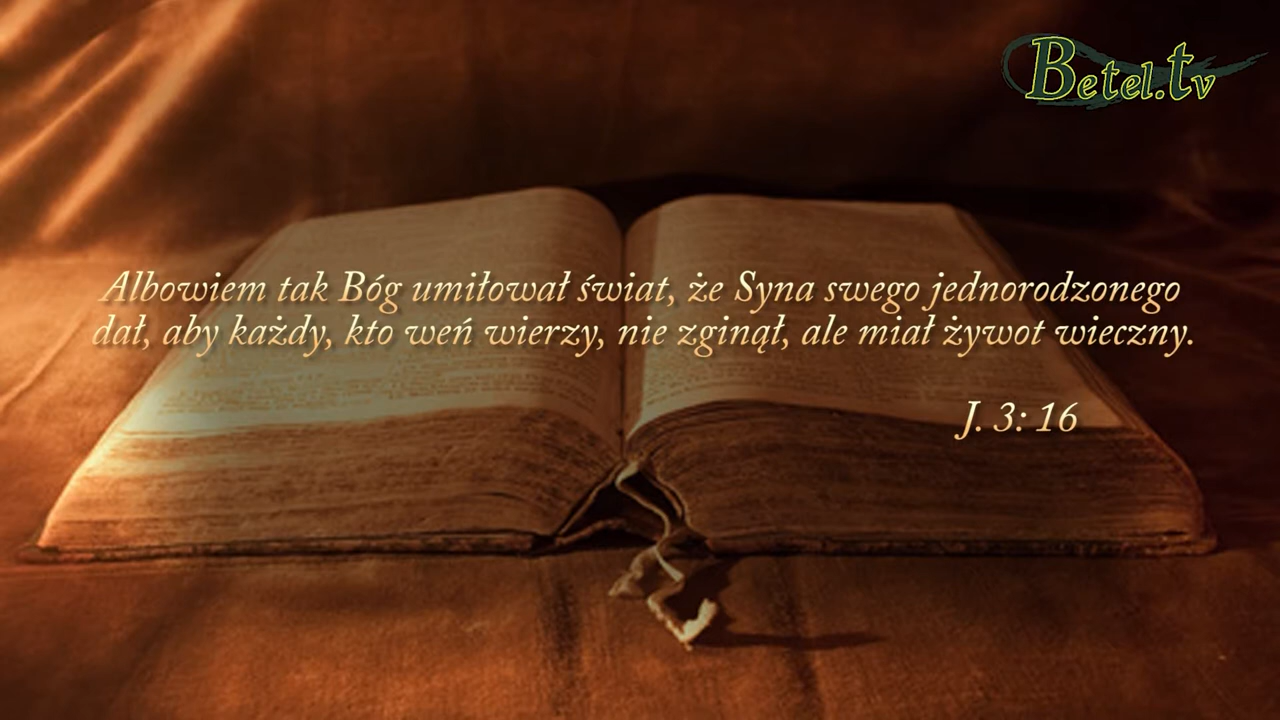 Betel.tv
Albowiem tak Bóg umiłował świat, że Syna swego jednorodzonego
dał, aby każdy, kto weń wierzy, nie zginął, ale miał żywot wieczny.
J. 3: 16